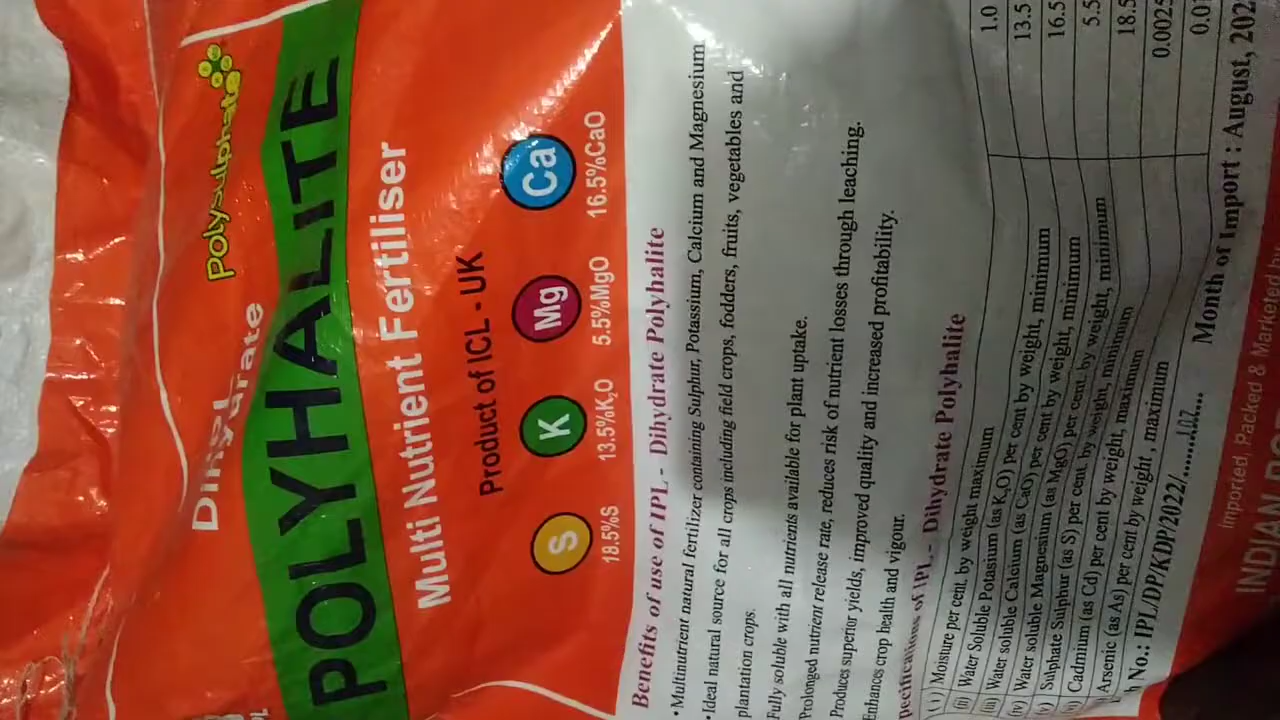 Polysulphate
Dihydrate
POLYHALITE
Multi Nutrient Fertiliser
Product of ICL - UK
S K Mg Ca
18.5%S 13.5%K₂O 5.5%MgO 16.5%CaO
Benefits of use of IPL - Dihydrate Polyhalite
• Multinutrient natural fertilizer containing Sulphur, Potassium, Calcium and Magnesium
• Ideal natural source for all crops including field crops, fodders, fruits, vegetables and
plantation crops.
Fully soluble with all nutrients available for plant uptake.
Prolonged nutrient release rate, reduces risk of nutrient losses through leaching.
Produces superior yields, improved quality and increased profitability.
Enhances crop health and vigour.
pecifications of IPL - Dihydrate Polyhalite
(i) Moisture per cent. by weight maximum 1.0
(ii) Water Soluble Potasium (as K₂O) per cent by weight, minimum 13.5
(iii) Water soluble Calcium (as CaO) per cent by weight, minimum 16.5
(iv) Water soluble Magnesium (as MgO) per cent. by weight, minimum 5.5
(v) Sulphate Sulphur (as S) per cent. by weight, minimum 18.5
Cadmium (as Cd) per cent by weight, maximum 0.0025
Arsenic (as As) per cent by weight , maximum 0.01
h No.: IPL/DP/KDP/2022/.........107...... Month of Import : August, 202
Imported, Packed & Marketed by
INDIAN PO